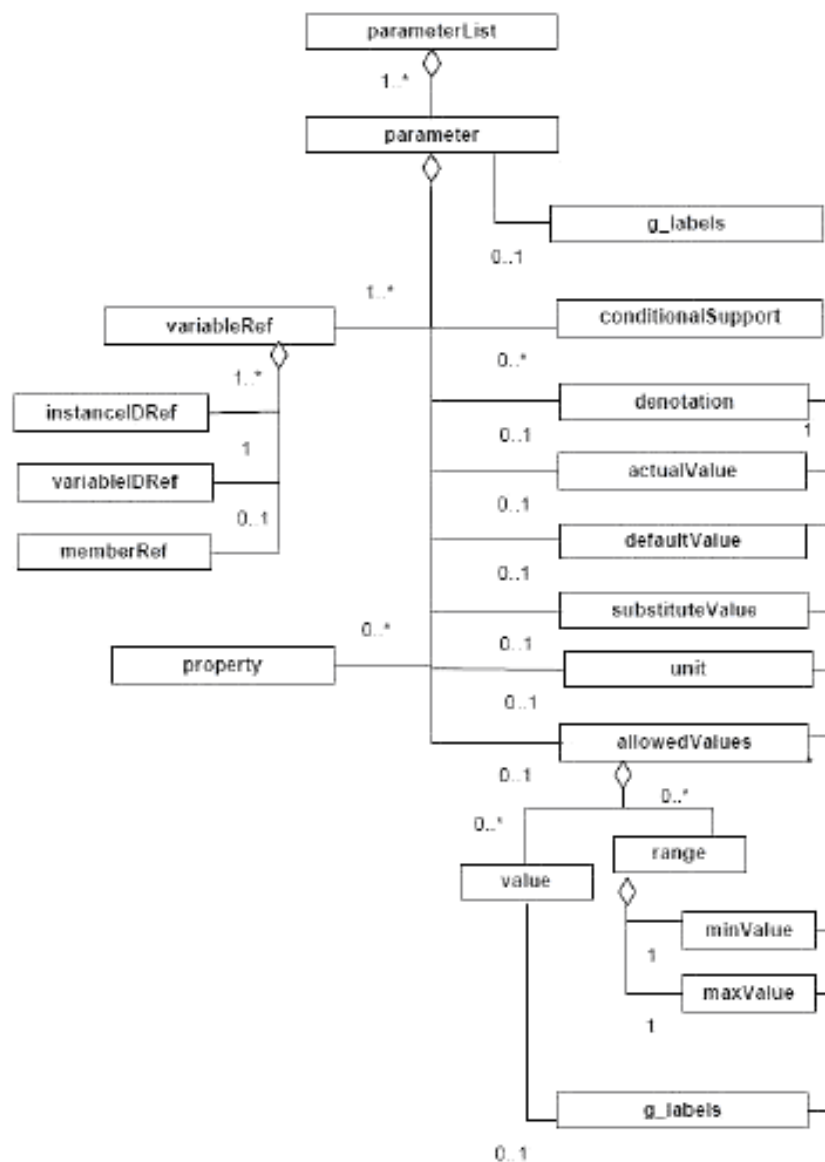 parameterList
1..*
parameter
g_labels
0..1
1..*
variableRef
conditionalSupport
0..*
1..*
instanceIDRef
denotation
1
0..1
1
variableIDRef
actualValue
0..1
0..1
memberRef
defaultValue
0..1
substituteValue
0..*
0..1
property
unit
0..1
allowedValues
*
0..1
0..*
0..*
range
value
minValue
1
maxValue
1
g_labels
0..1